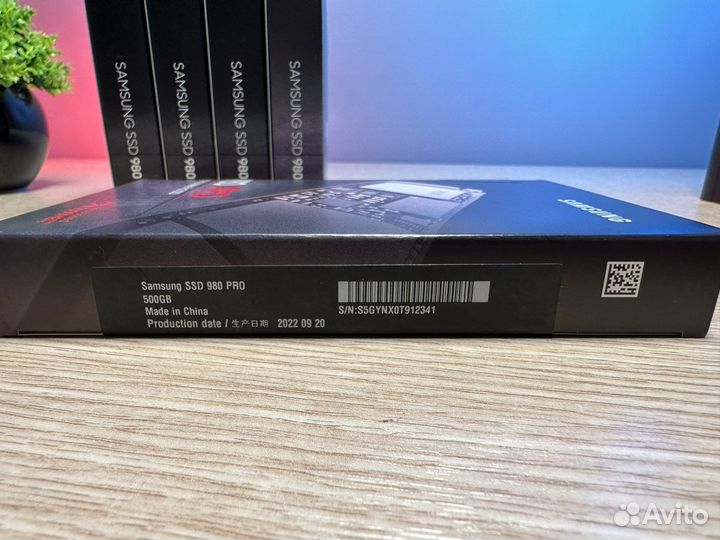 SAMSUNG SSD 980
SAMSUNG SSD 980
SAMSUNG SSD 980
SAMSUNG SSD 980
SAMSUNG
Samsung SSD 980 PRO
500GB
Made in China
Production date / 生产日期 2022 09 20
S/N:S5GYNX0T912341
Avito